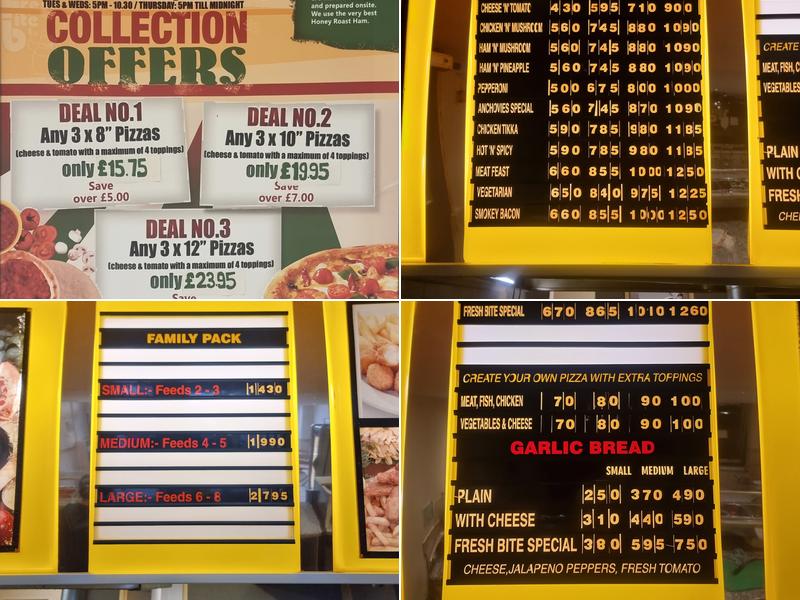 TUES & WEDS: 5PM - 10.30 / THURSDAY: 5PM TILL MIDNIGHT
COLLECTION
OFFERS
and prepared onsite.
We use the very best
Honey Roast Ham.
DEAL NO.1
Any 3 x 8" Pizzas
(cheese & tomato with a maximum of 4 toppings)
only £15.75
Save
over £5.00
DEAL NO.2
Any 3 x 10" Pizzas
(cheese & tomato with a maximum of 4 toppings)
only £19.95
Save
over £7.00
DEAL NO.3
Any 3 x 12" Pizzas
(cheese & tomato with a maximum of 4 toppings)
only £23.95
Save
CHEESE 'N' TOMATO 430 595 710 900
CHICKEN 'N' MUSHROOM 560 745 880 1090
HAM 'N' MUSHROOM 560 745 880 1090
HAM 'N' PINEAPPLE 560 745 880 1090
PEPPERONI 500 675 800 1000
ANCHOVIES SPECIAL 560 745 870 1090
CHICKEN TIKKA 590 785 980 1185
HOT 'N' SPICY 590 785 980 1185
MEAT FEAST 660 855 1000 1250
VEGETARIAN 650 840 975 1225
SMOKEY BACON 660 855 1000 1250
CREATE
MEAT, FISH, C
VEGETABLES
PLAIN
WITH C
FRESH
CHE
FAMILY PACK
SMALL:- Feeds 2 - 3 1430
MEDIUM:- Feeds 4 - 5 1990
LARGE:- Feeds 6 - 8 2795
FRESH BITE SPECIAL 670 865 1010 1260
CREATE YOUR OWN PIZZA WITH EXTRA TOPPINGS
MEAT, FISH, CHICKEN 70 80 90 100
VEGETABLES & CHEESE 70 80 90 100
GARLIC BREAD
SMALL MEDIUM LARGE
PLAIN 250 370 490
WITH CHEESE 310 440 590
FRESH BITE SPECIAL 380 595 750
CHEESE, JALAPENO PEPPERS, FRESH TOMATO